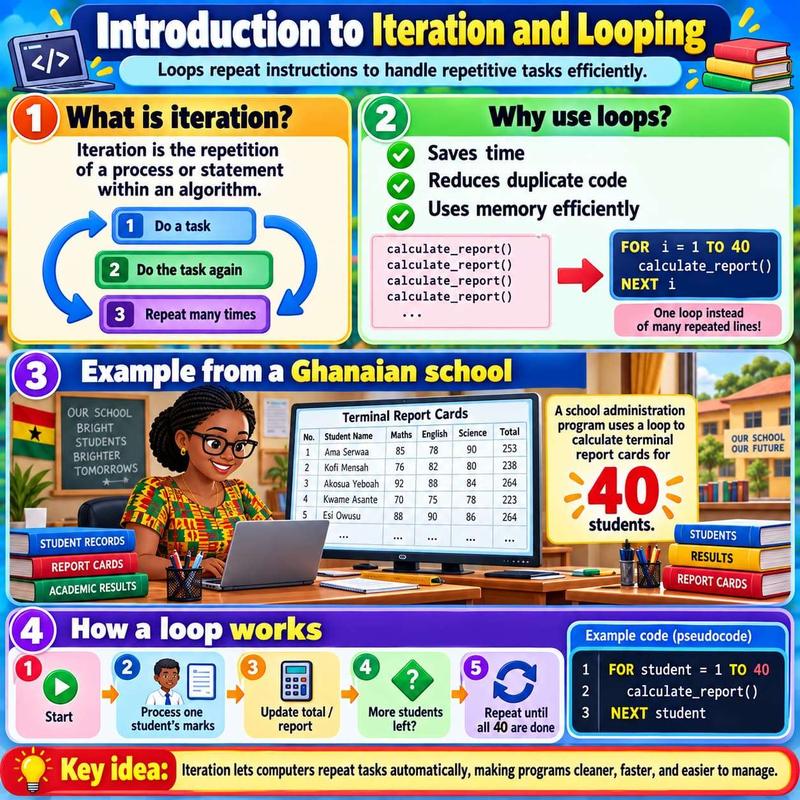 </>
Introduction to Iteration and Looping
Loops repeat instructions to handle repetitive tasks efficiently.
1 What is iteration?
Iteration is the repetition
of a process or statement
within an algorithm.
1 Do a task
2 Do the task again
3 Repeat many times
2 Why use loops?
Saves time
Reduces duplicate code
Uses memory efficiently
calculate_report()
calculate_report()
calculate_report()
calculate_report()
...
FOR i = 1 TO 40
calculate_report()
NEXT i
One loop instead
of many repeated lines!
3 Example from a Ghanaian school
OUR SCHOOL
BRIGHT
STUDENTS
BRIGHTER
TOMORROWS
STUDENT RECORDS
REPORT CARDS
ACADEMIC RESULTS
Terminal Report Cards
No. Student Name Maths English Science Total
1 Ama Serwaa 85 78 90 253
2 Kofi Mensah 76 82 80 238
3 Akosua Yeboah 92 88 84 264
4 Kwame Asante 70 75 78 223
5 Esi Owusu 88 90 86 264
... ... ... ... ...
A school administration
program uses a loop to
calculate terminal
report cards for
40
students.
OUR SCHOOL
OUR FUTURE
STUDENTS
RESULTS
REPORT CARDS
4 How a loop works
1
Start
2
Process one
student's marks
3
Update total /
report
4
?
More students
left?
5
Repeat until
all 40 are done
Example code (pseudocode)
1 FOR student = 1 TO 40
2 calculate_report()
3 NEXT student
Key idea: Iteration lets computers repeat tasks automatically, making programs cleaner, faster, and easier to manage.